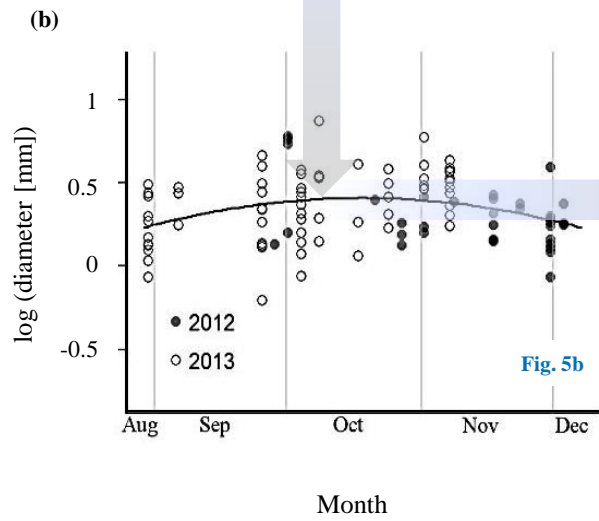 (b)
1
0.5
0
-0.5
log (diameter [mm])
2012
2013
Fig. 5b
Aug Sep Oct Nov Dec
Month